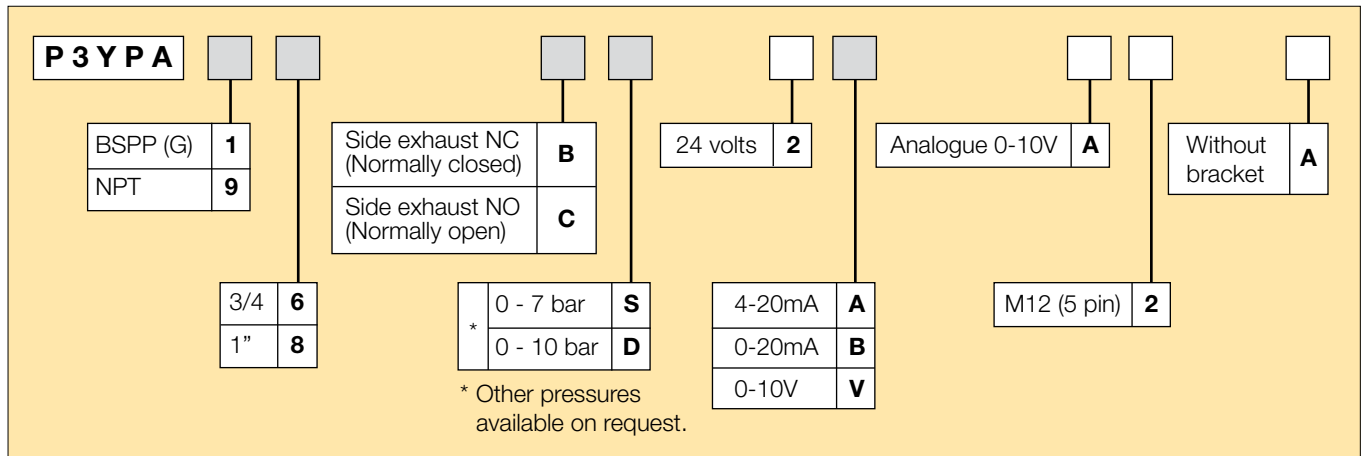 P 3 Y P A
BSPP (G) 1
NPT 9
Side exhaust NC
(Normally closed) B
Side exhaust NO
(Normally open) C
24 volts 2
Analogue 0-10V A
Without
bracket A
3/4 6
1” 8
* 0 - 7 bar S
0 - 10 bar D
* Other pressures
available on request.
4-20mA A
0-20mA B
0-10V V
M12 (5 pin) 2